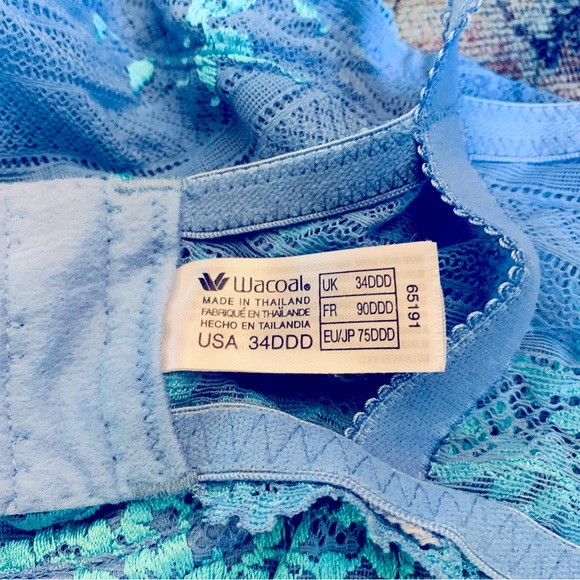 Wacoal®
MADE IN THAILAND
FABRIQUÉ EN THAÏLANDE
HECHO EN TAILANDIA
USA 34DDD
UK 34DDD
FR 90DDD
EU/JP 75DDD
65191